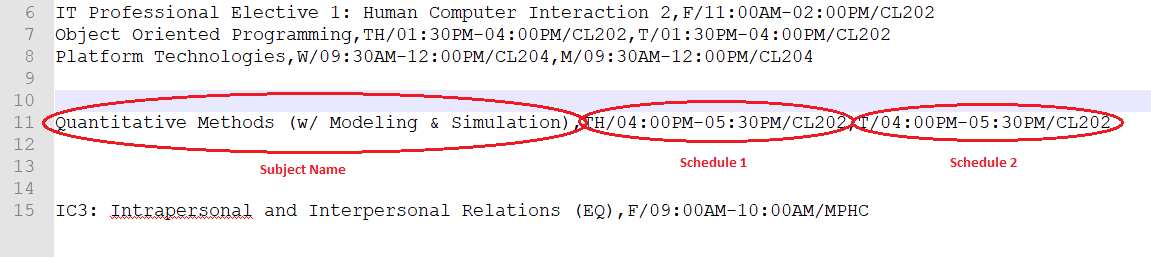 6 IT Professional Elective 1: Human Computer Interaction 2,F/11:00AM-02:00PM/CL202
7 Object Oriented Programming,TH/01:30PM-04:00PM/CL202,T/01:30PM-04:00PM/CL202
8 Platform Technologies,W/09:30AM-12:00PM/CL204,M/09:30AM-12:00PM/CL204
9
10
11 Quantitative Methods (w/ Modeling & Simulation),TH/04:00PM-05:30PM/CL202,T/04:00PM-05:30PM/CL202
12
13 Subject Name Schedule 1 Schedule 2
14
15 IC3: Intrapersonal and Interpersonal Relations (EQ),F/09:00AM-10:00AM/MPHC